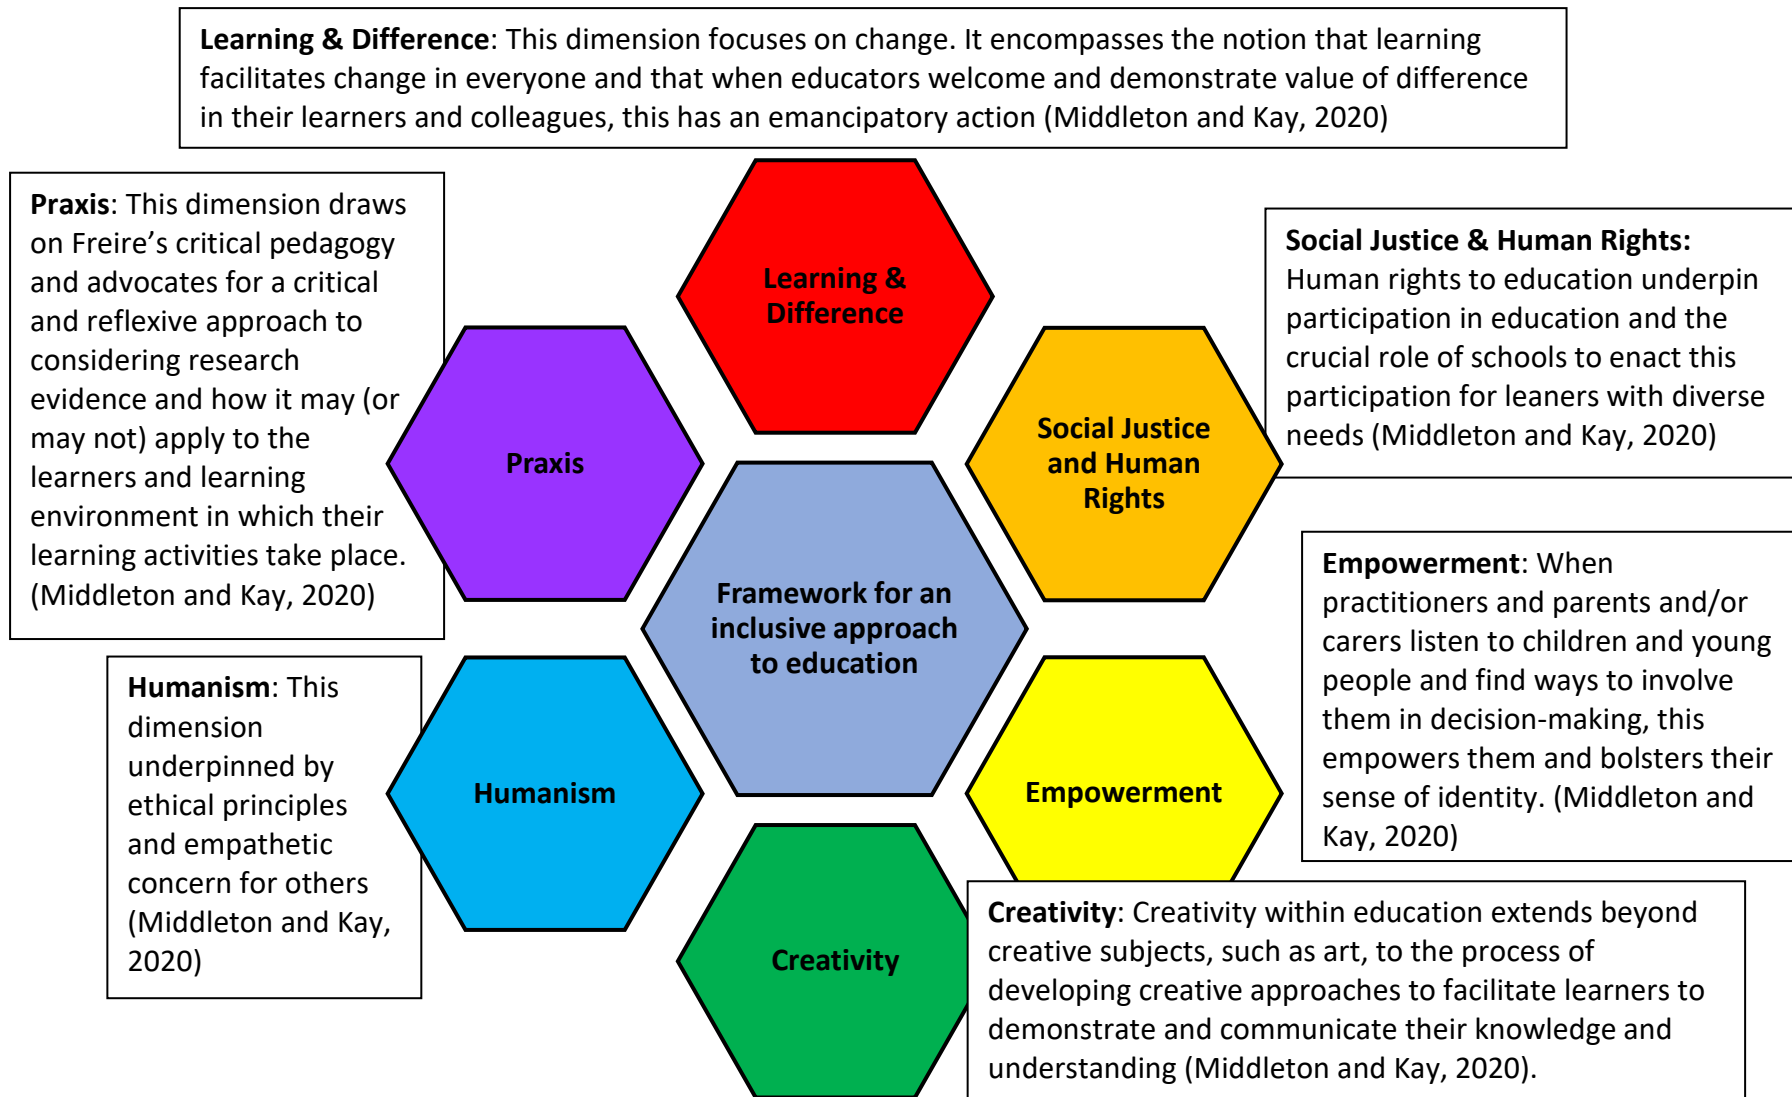 Learning & Difference: This dimension focuses on change. It encompasses the notion that learning
facilitates change in everyone and that when educators welcome and demonstrate value of difference
in their learners and colleagues, this has an emancipatory action (Middleton and Kay, 2020)
Praxis: This dimension draws
on Freire’s critical pedagogy
and advocates for a critical
and reflexive approach to
considering research
evidence and how it may (or
may not) apply to the
learners and learning
environment in which their
learning activities take place.
(Middleton and Kay, 2020)
Learning &
Difference
Social Justice & Human Rights:
Human rights to education underpin
participation in education and the
crucial role of schools to enact this
participation for leaners with diverse
needs (Middleton and Kay, 2020)
Praxis
Social Justice
and Human
Rights
Framework for an
inclusive approach
to education
Empowerment: When
practitioners and parents and/or
carers listen to children and young
people and find ways to involve
them in decision-making, this
empowers them and bolsters their
sense of identity. (Middleton and
Kay, 2020)
Humanism: This
dimension
underpinned by
ethical principles
and empathetic
concern for others
(Middleton and Kay,
2020)
Humanism
Empowerment
Creativity
Creativity: Creativity within education extends beyond
creative subjects, such as art, to the process of
developing creative approaches to facilitate learners to
demonstrate and communicate their knowledge and
understanding (Middleton and Kay, 2020).